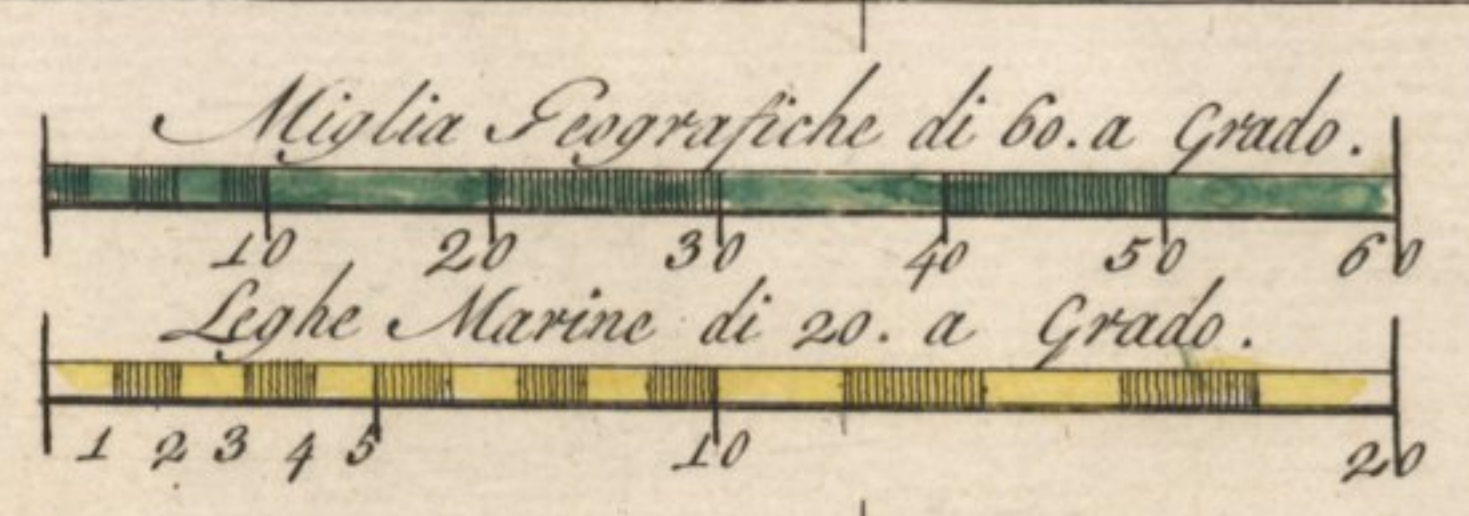 Miglia Geografiche di 60. a Grado.
10 20 30 40 50 60
Leghe Marine di 20. a Grado.
1 2 3 4 5 10 20